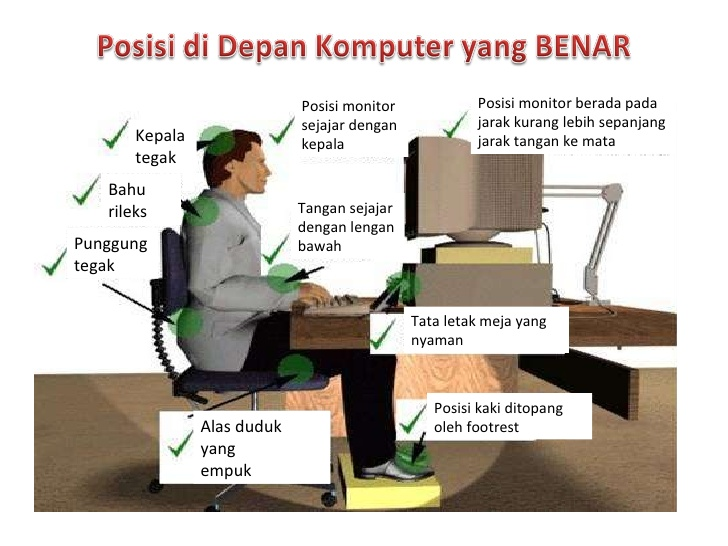 Posisi di Depan Komputer yang BENAR
Posisi monitor
sejajar dengan
kepala
Posisi monitor berada pada
jarak kurang lebih sepanjang
jarak tangan ke mata
Kepala
tegak
Bahu
rileks
Tangan sejajar
dengan lengan
bawah
Punggung
tegak
Tata letak meja yang
nyaman
Posisi kaki ditopang
oleh footrest
Alas duduk
yang
empuk